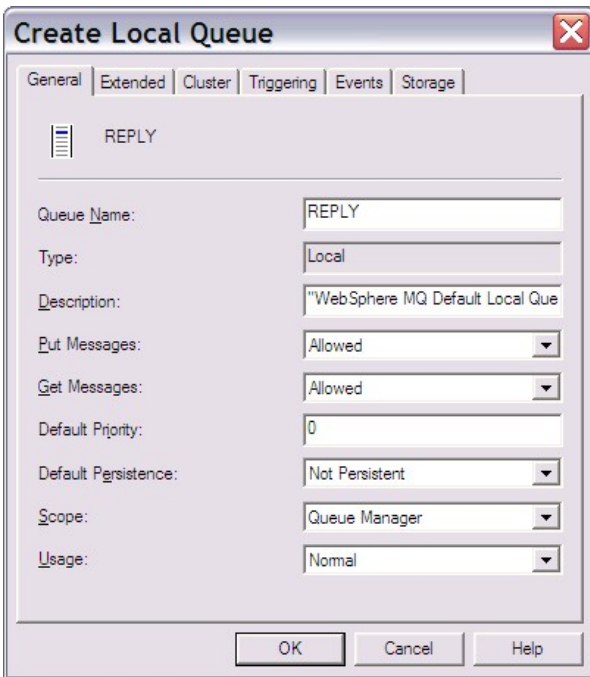 Create Local Queue
General Extended Cluster Triggering Events Storage
REPLY
Queue Name: REPLY
Type: Local
Description: "WebSphere MQ Default Local Que
Put Messages: Allowed
Get Messages: Allowed
Default Priority: 0
Default Persistence: Not Persistent
Scope: Queue Manager
Usage: Normal
OK Cancel Help